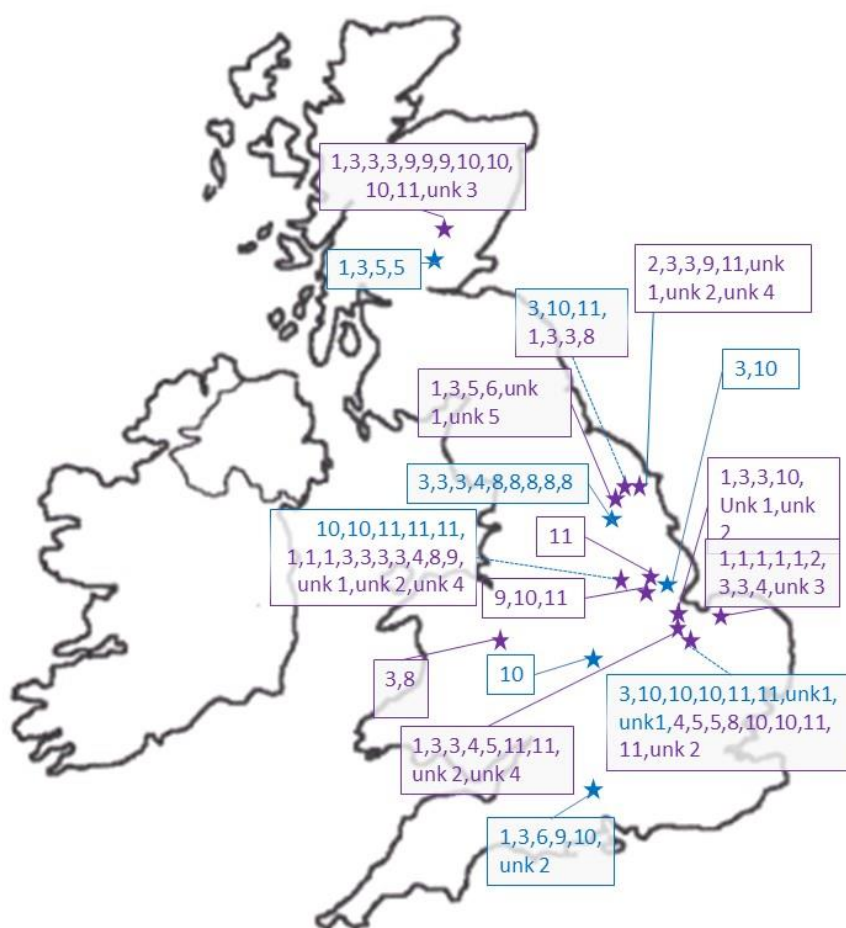 1,3,3,3,9,9,9,10,10,
10,11,unk 3
1,3,5,5
2,3,3,9,11,unk
1,unk 2,unk 4
3,10,11,
1,3,3,8
3,10
1,3,5,6,unk
1,unk 5
3,3,3,4,8,8,8,8,8
1,3,3,10,
Unk 1,unk
2
10,10,11,11,11,
1,1,1,3,3,3,3,4,8,9,
unk 1,unk 2,unk 4
11
1,1,1,1,1,2,
3,3,4,unk 3
9,10,11
3,8
10
3,10,10,10,11,11,unk1,
unk1,4,5,5,8,10,10,11,
11,unk 2
1,3,3,4,5,11,11,
unk 2,unk 4
1,3,6,9,10,
unk 2